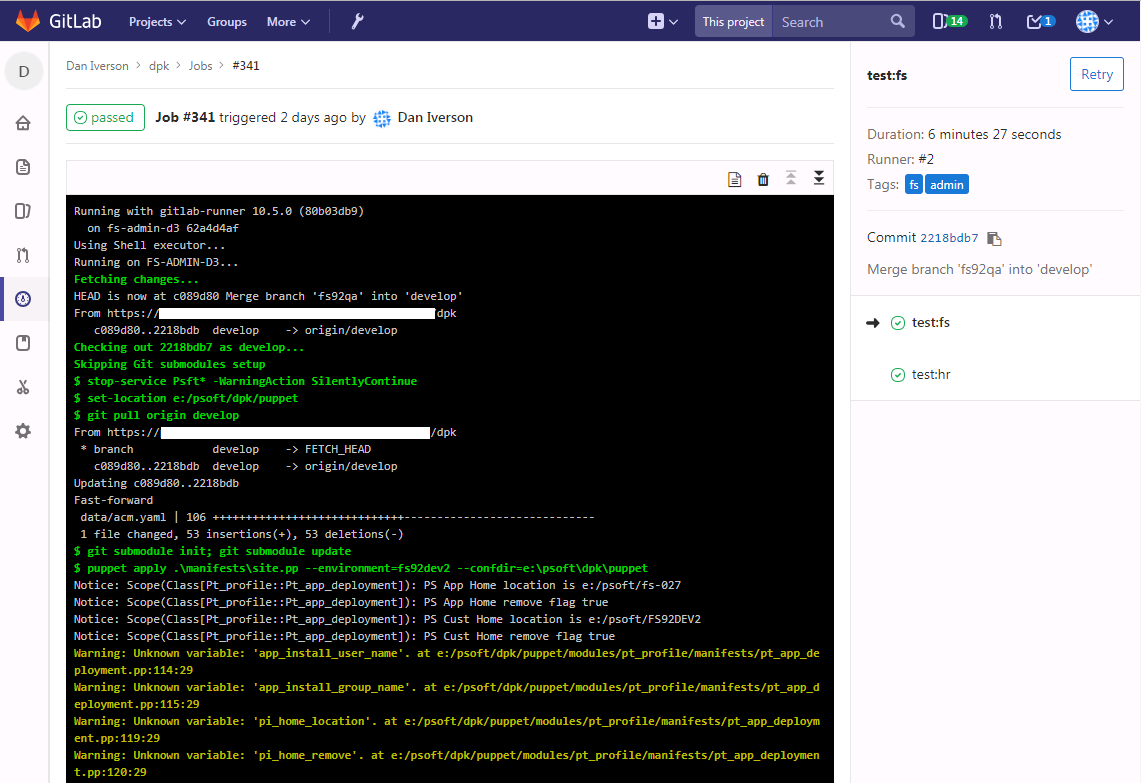 GitLab Projects Groups More This project Search 14 1
D
Dan Iverson > dpk > Jobs > #341
passed Job #341 triggered 2 days ago by Dan Iverson
Running with gitlab-runner 10.5.0 (80b03db9)
on fs-admin-d3 62a4d4af
Using Shell executor...
Running on FS-ADMIN-D3...
Fetching changes...
HEAD is now at c089d80 Merge branch 'fs92qa' into 'develop'
From https:// /dpk
c089d80..2218bdb develop -> origin/develop
Checking out 2218bdb7 as develop...
Skipping Git submodules setup
$ stop-service Psft* -WarningAction SilentlyContinue
$ set-location e:/psoft/dpk/puppet
$ git pull origin develop
From https:// /dpk
* branch develop -> FETCH_HEAD
c089d80..2218bdb develop -> origin/develop
Updating c089d80..2218bdb
Fast-forward
data/acm.yaml | 106 +++++++++++++++++++++++++++++-----------------------------
1 file changed, 53 insertions(+), 53 deletions(-)
$ git submodule init; git submodule update
$ puppet apply .\manifests\site.pp --environment=fs92dev2 --confdir=e:\psoft\dpk\puppet
Notice: Scope(Class[Pt_profile::Pt_app_deployment]): PS App Home location is e:/psoft/fs-027
Notice: Scope(Class[Pt_profile::Pt_app_deployment]): PS App Home remove flag true
Notice: Scope(Class[Pt_profile::Pt_app_deployment]): PS Cust Home location is e:/psoft/FS92DEV2
Notice: Scope(Class[Pt_profile::Pt_app_deployment]): PS Cust Home remove flag true
Warning: Unknown variable: 'app_install_user_name'. at e:/psoft/dpk/puppet/modules/pt_profile/manifests/pt_app_de
ployment.pp:114:29
Warning: Unknown variable: 'app_install_group_name'. at e:/psoft/dpk/puppet/modules/pt_profile/manifests/pt_app_d
eployment.pp:115:29
Warning: Unknown variable: 'pi_home_location'. at e:/psoft/dpk/puppet/modules/pt_profile/manifests/pt_app_deploym
ent.pp:119:29
Warning: Unknown variable: 'pi_home_remove'. at e:/psoft/dpk/puppet/modules/pt_profile/manifests/pt_app_deploymen
t.pp:120:29
test:fs Retry
Duration: 6 minutes 27 seconds
Runner: #2
Tags: fs admin
Commit 2218bdb7
Merge branch 'fs92qa' into 'develop'
test:fs
test:hr